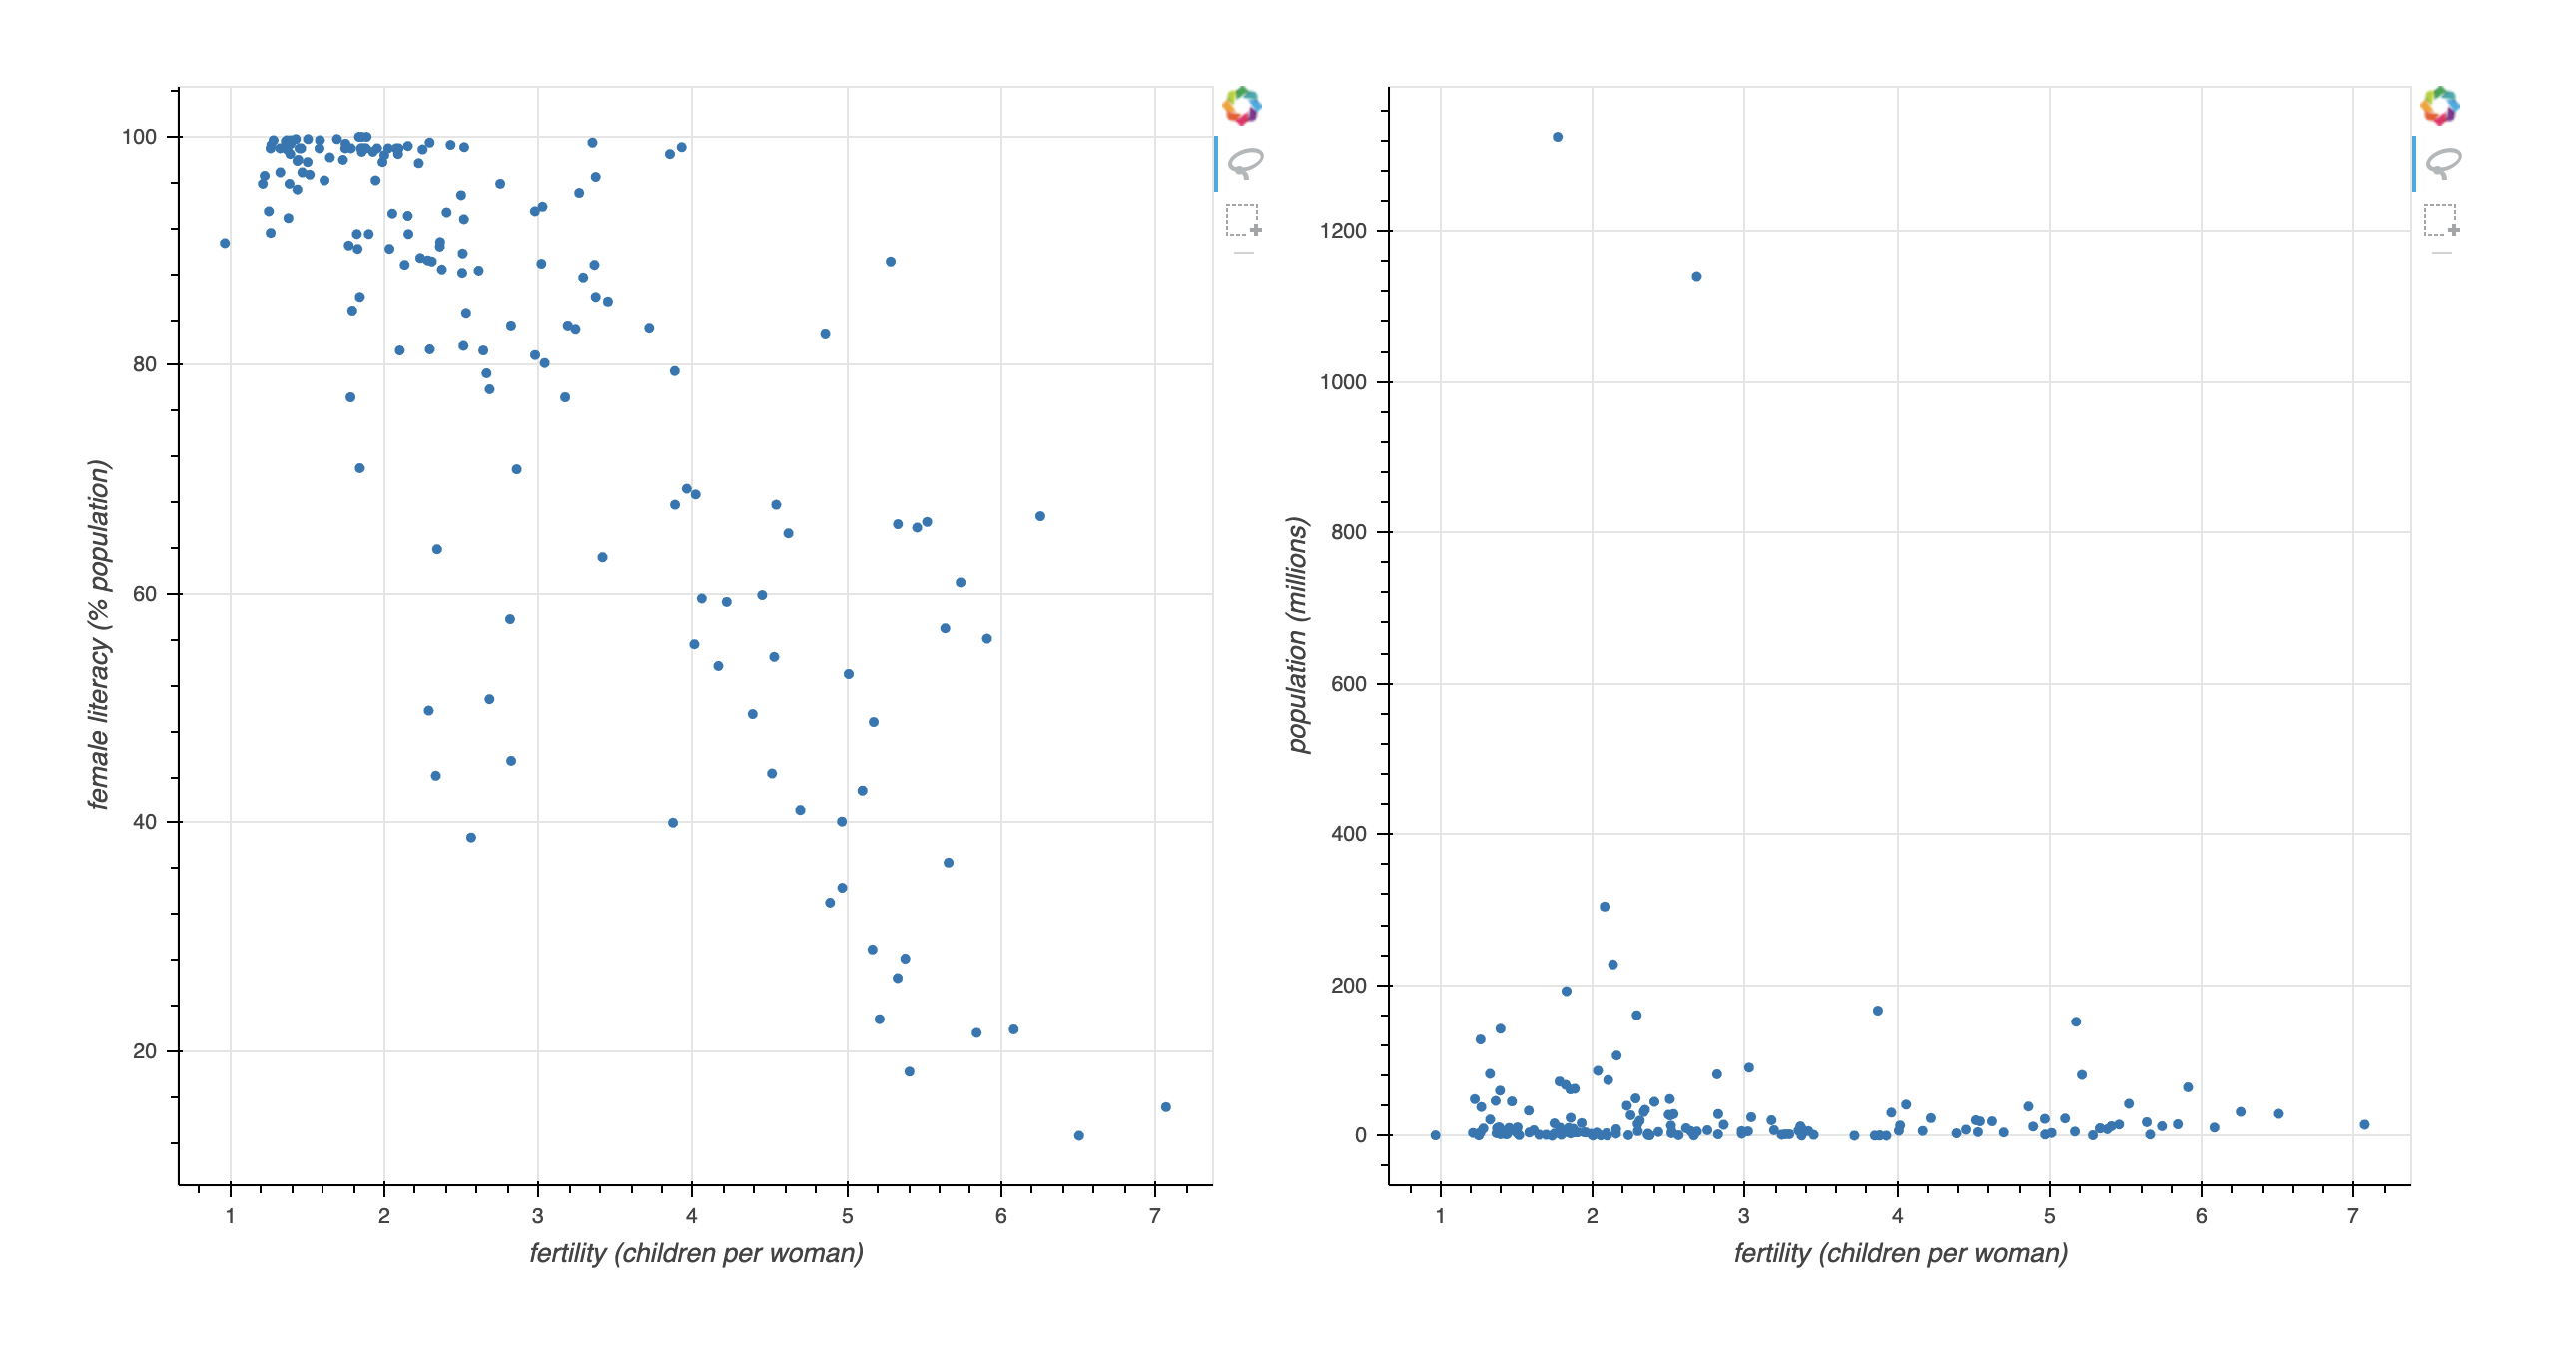 100
80
60
40
20
female literacy (% population)
1 2 3 4 5 6 7
fertility (children per woman)
1200
1000
800
600
400
200
0
population (millions)
1 2 3 4 5 6 7
fertility (children per woman)